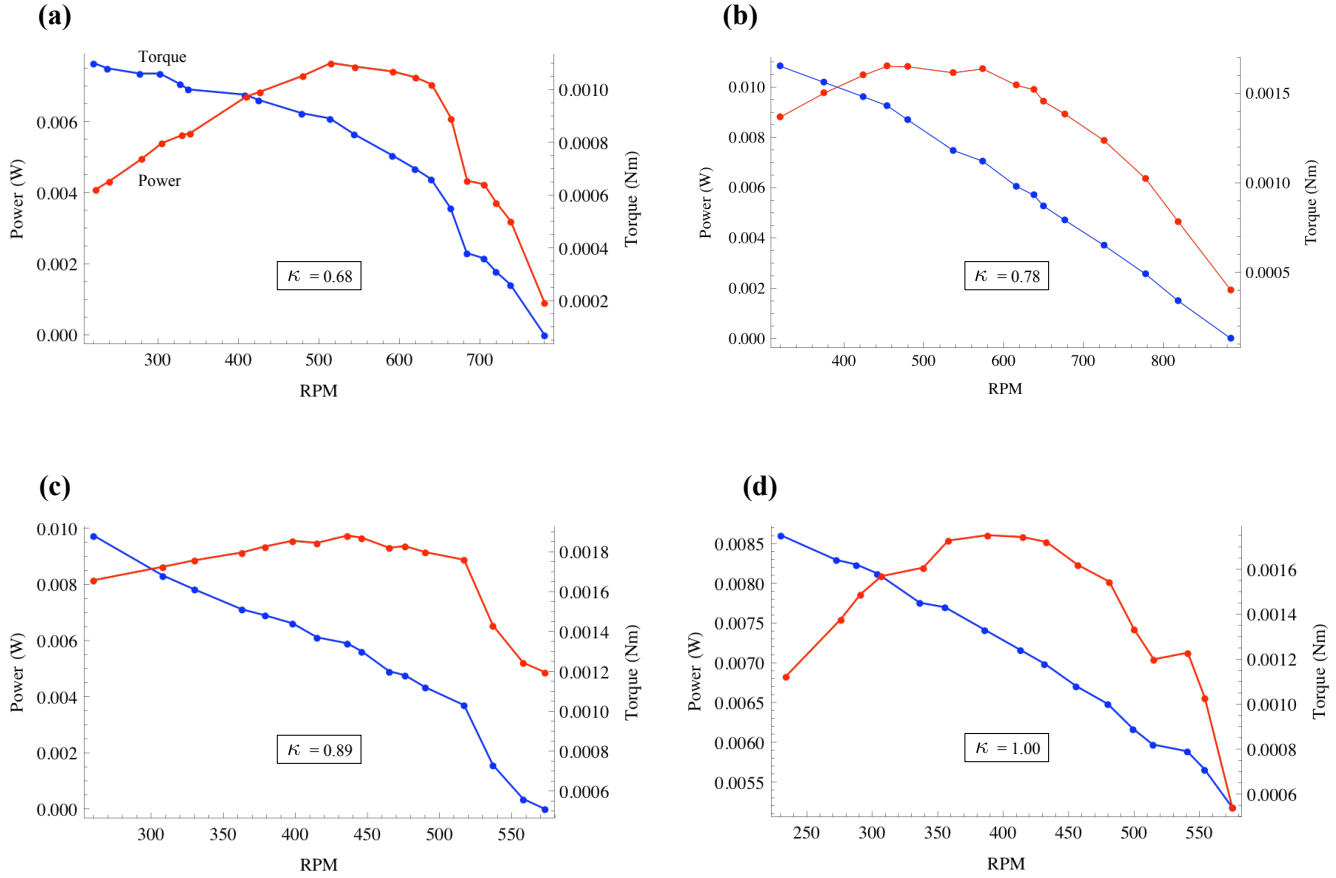 (a)
Torque
Power
0.006
0.004
0.002
0.000
Power (W)
0.0010
0.0008
0.0006
0.0004
0.0002
Torque (Nm)
κ = 0.68
300 400 500 600 700
RPM
(b)
0.010
0.008
0.006
0.004
0.002
0.000
Power (W)
0.0015
0.0010
0.0005
Torque (Nm)
κ = 0.78
400 500 600 700 800
RPM
(c)
0.010
0.008
0.006
0.004
0.002
0.000
Power (W)
0.0018
0.0016
0.0014
0.0012
0.0010
0.0008
0.0006
Torque (Nm)
κ = 0.89
300 350 400 450 500 550
RPM
(d)
0.0085
0.0080
0.0075
0.0070
0.0065
0.0060
0.0055
Power (W)
0.0016
0.0014
0.0012
0.0010
0.0008
0.0006
Torque (Nm)
κ = 1.00
250 300 350 400 450 500 550
RPM